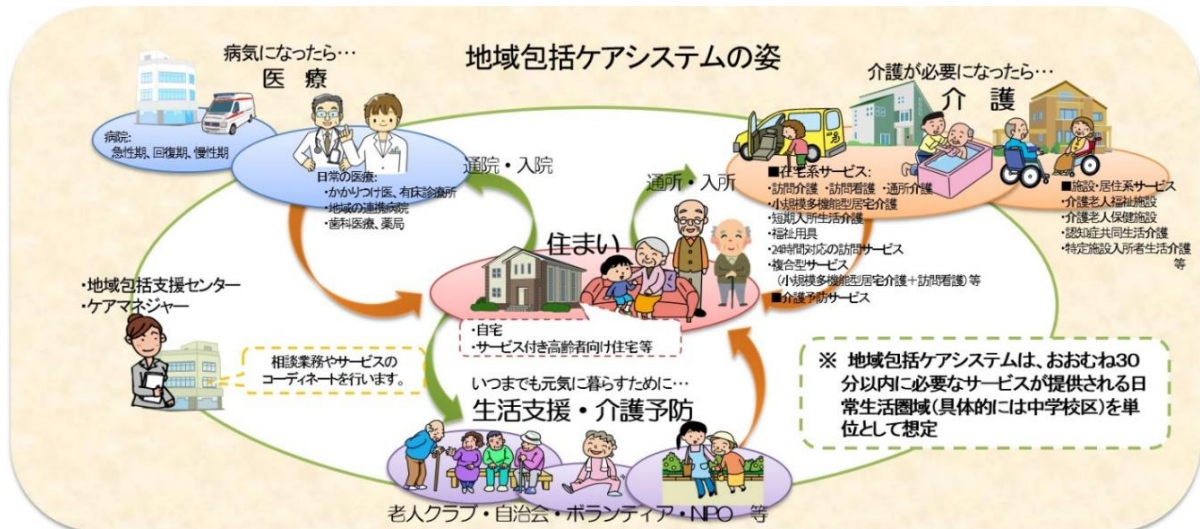 地域包括ケアシステムの姿
病気になったら…
医 療
病院:
急性期、回復期、慢性期
日常の医療:
・かかりつけ医、有床診療所
・地域の連携病院
・歯科医療、薬局
通院・入院
通所・入所
介護が必要になったら…
介 護
■在宅系サービス:
・訪問介護 ・訪問看護 ・通所介護
・小規模多機能型居宅介護
・短期入所生活介護
・福祉用具
・24時間対応の訪問サービス
・複合型サービス
(小規模多機能型居宅介護+訪問看護)等
■介護予防サービス
■施設・居住系サービス
・介護老人福祉施設
・介護老人保健施設
・認知症共同生活介護
・特定施設入所者生活介護
等
住まい
・自宅
・サービス付き高齢者向け住宅等
・地域包括支援センター
・ケアマネジャー
相談業務やサービスの
コーディネートを行います。
いつまでも元気に暮らすために…
生活支援・介護予防
老人クラブ・自治会・ボランティア・NPO 等
※ 地域包括ケアシステムは、おおむね30
分以内に必要なサービスが提供される日
常生活圏域(具体的には中学校区)を単
位として想定